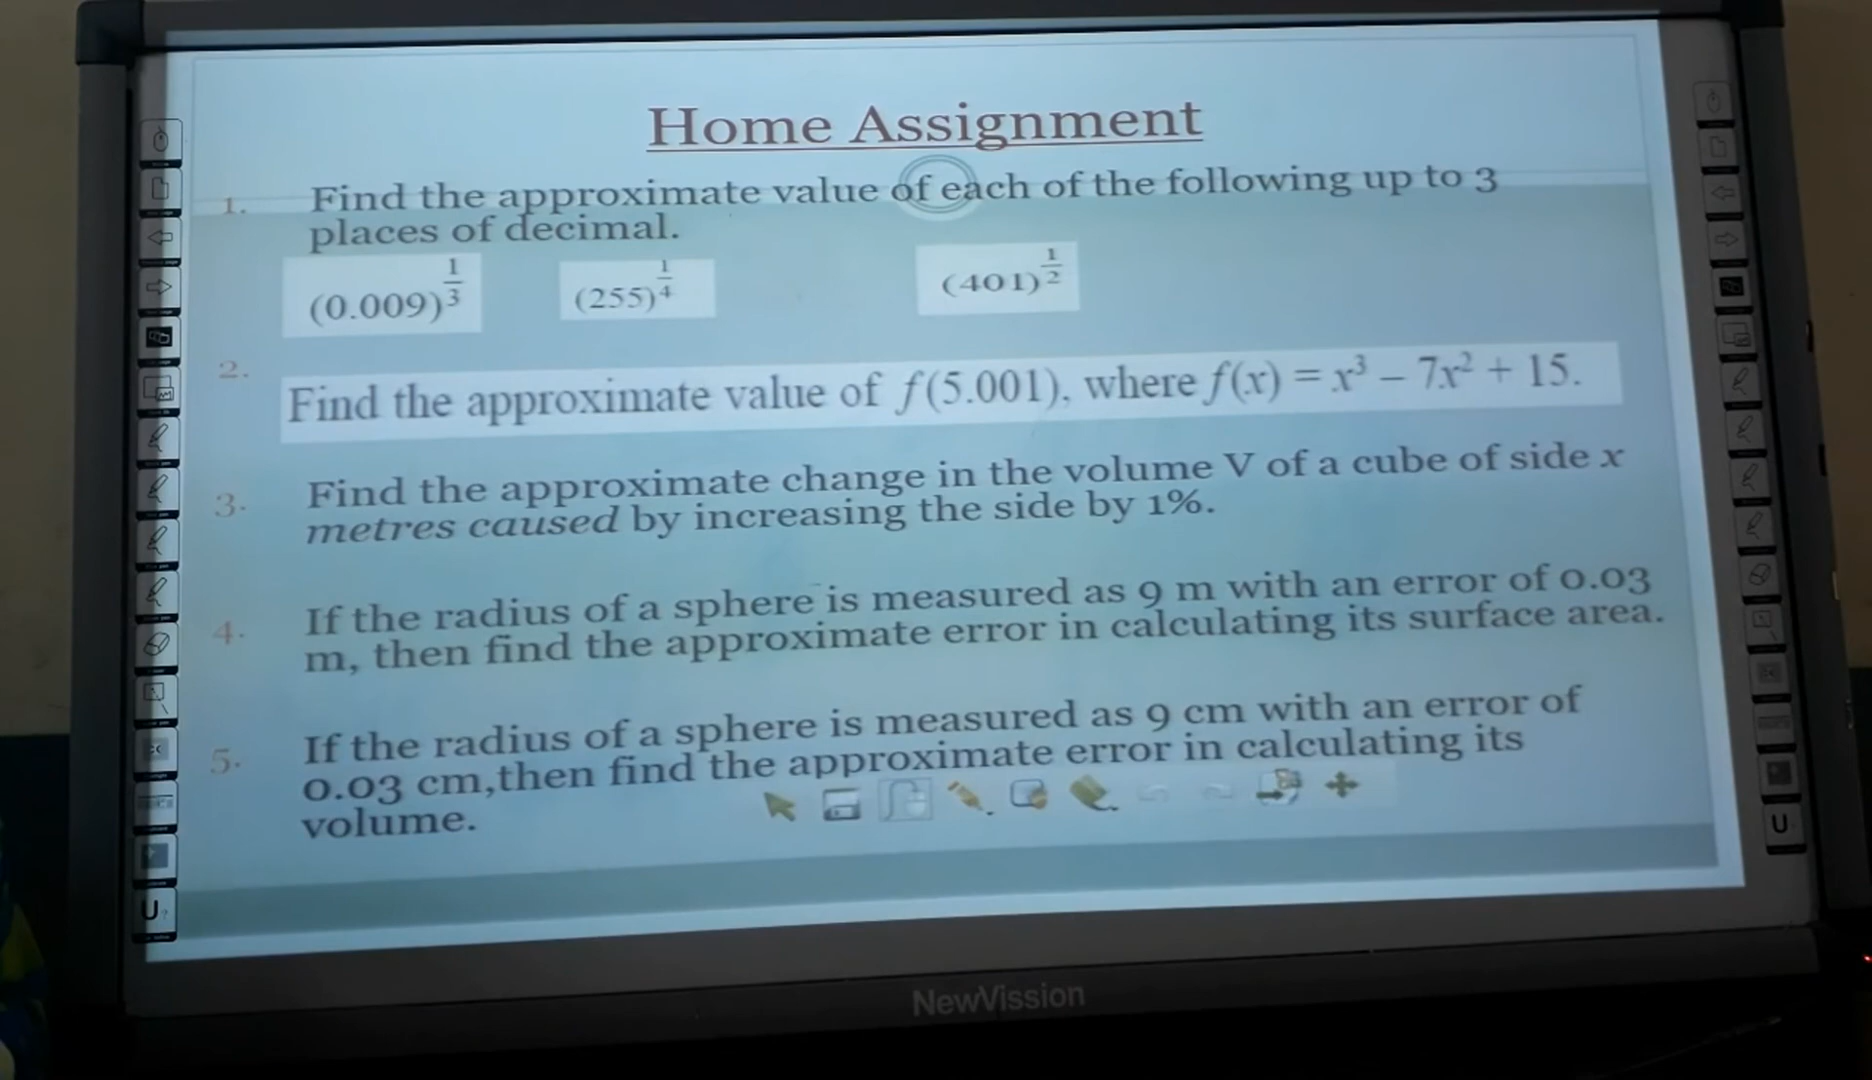 Home Assignment
1. Find the approximate value of each of the following up to 3
places of decimal.
(0.009)^{1/3} (255)^{1/4} (401)^{1/2}
2. Find the approximate value of f(5.001), where f(x) = x³ – 7x² + 15.
3. Find the approximate change in the volume V of a cube of side x
metres caused by increasing the side by 1%.
4. If the radius of a sphere is measured as 9 m with an error of 0.03
m, then find the approximate error in calculating its surface area.
5. If the radius of a sphere is measured as 9 cm with an error of
0.03 cm,then find the approximate error in calculating its
volume.
NewVission